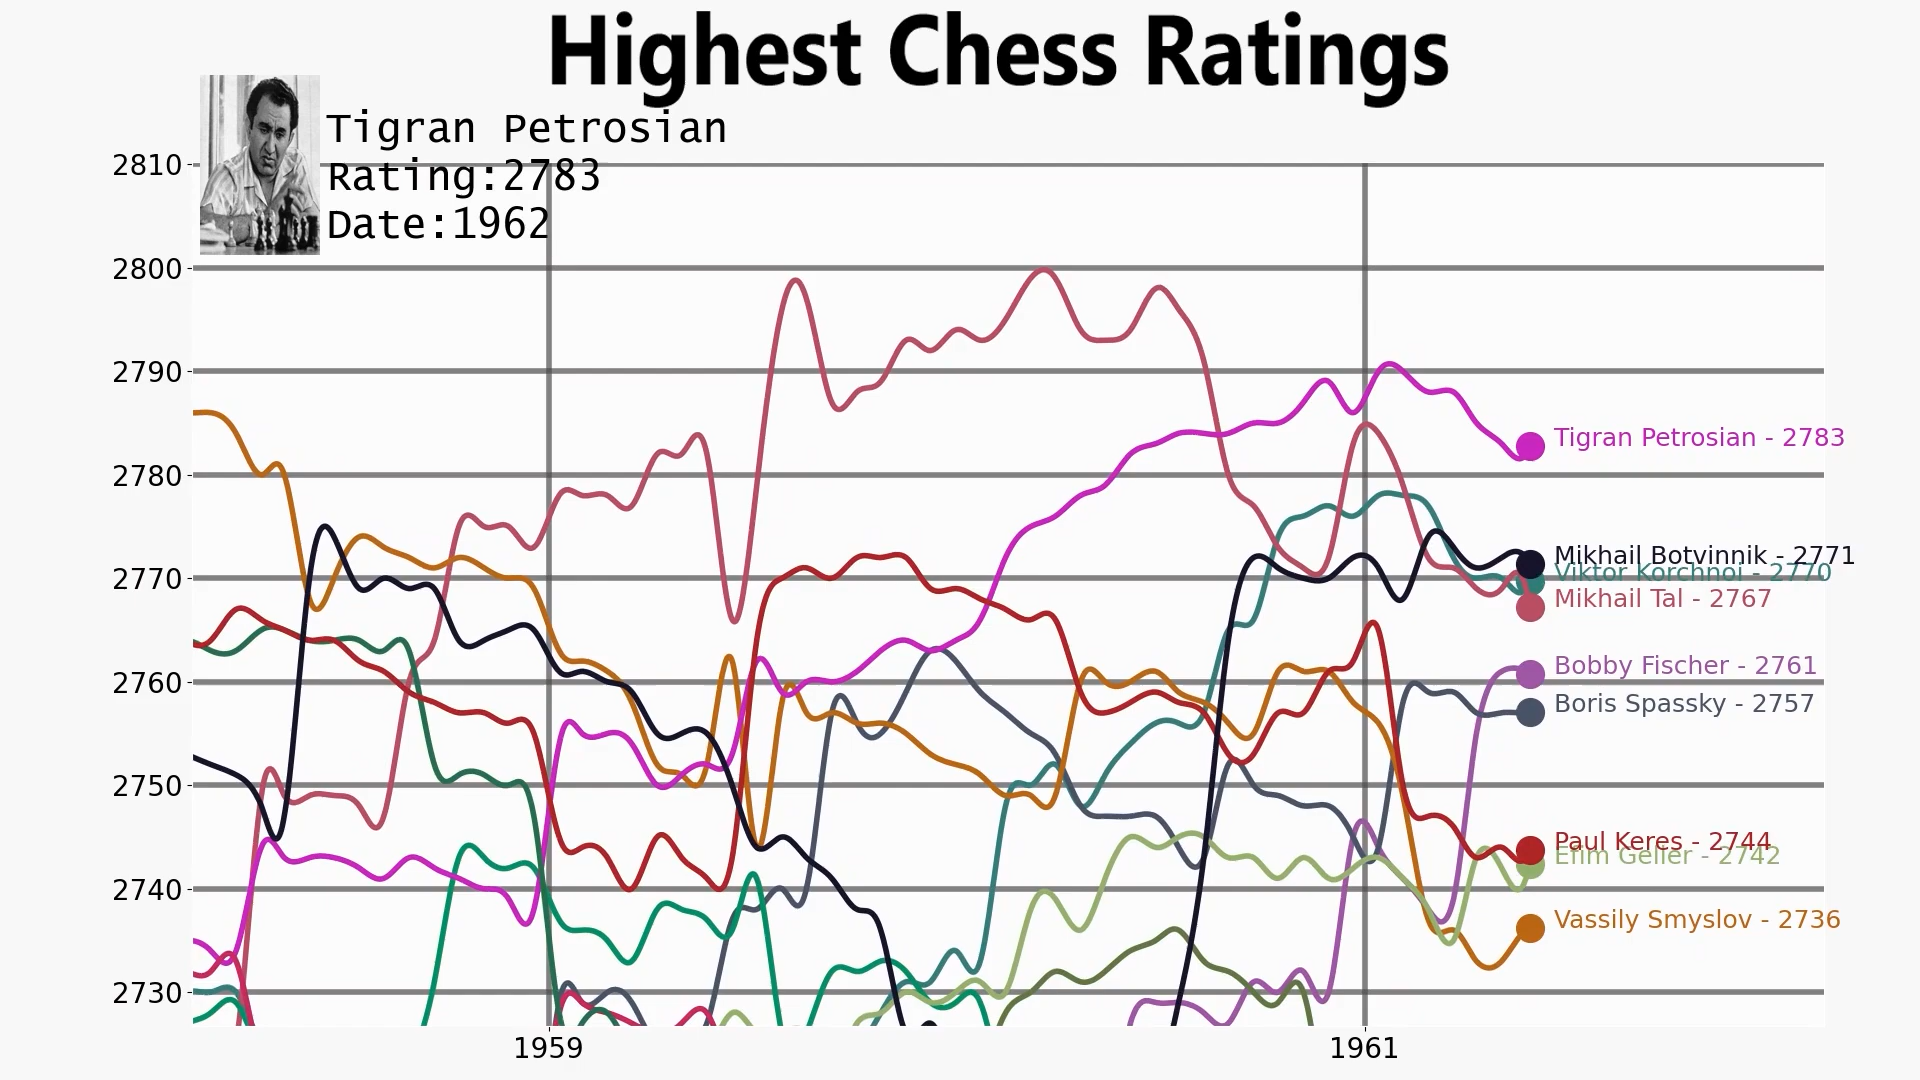 Highest Chess Ratings
Tigran Petrosian
Rating:2783
Date:1962
2810
2800
2790
2780
2770
2760
2750
2740
2730
Tigran Petrosian - 2783
Mikhail Botvinnik - 2771
Viktor Korchnoi - 2770
Mikhail Tal - 2767
Bobby Fischer - 2761
Boris Spassky - 2757
Paul Keres - 2744
Efim Geller - 2742
Vassily Smyslov - 2736
1959
1961